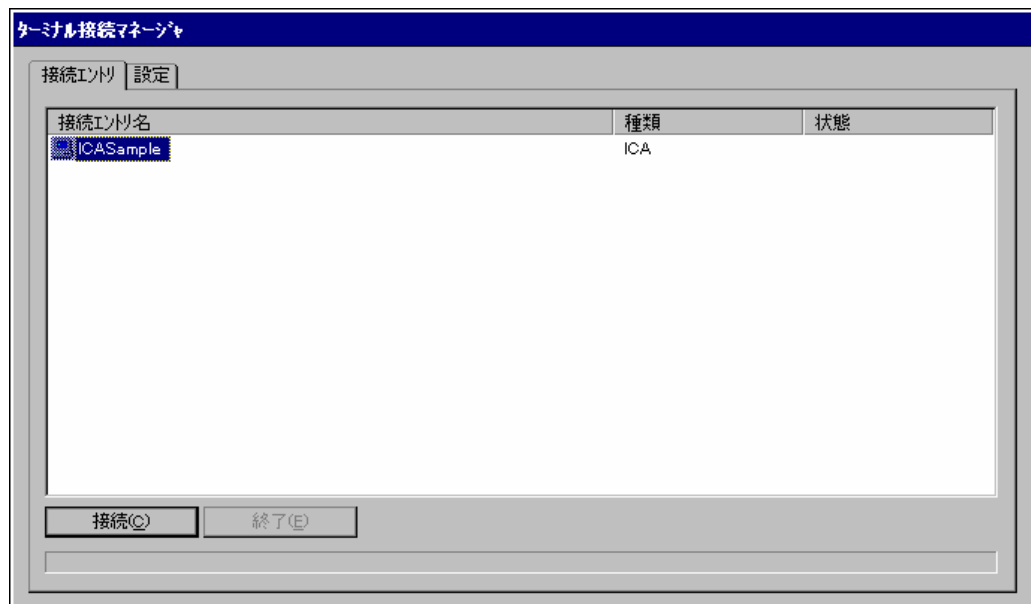 ﾀｰﾐﾅﾙ接続ﾏﾈｰｼﾞｬ
接続ｴﾝﾄﾘ 設定
接続ｴﾝﾄﾘ名 種類 状態
ICASample ICA
接続(C) 終了(E)